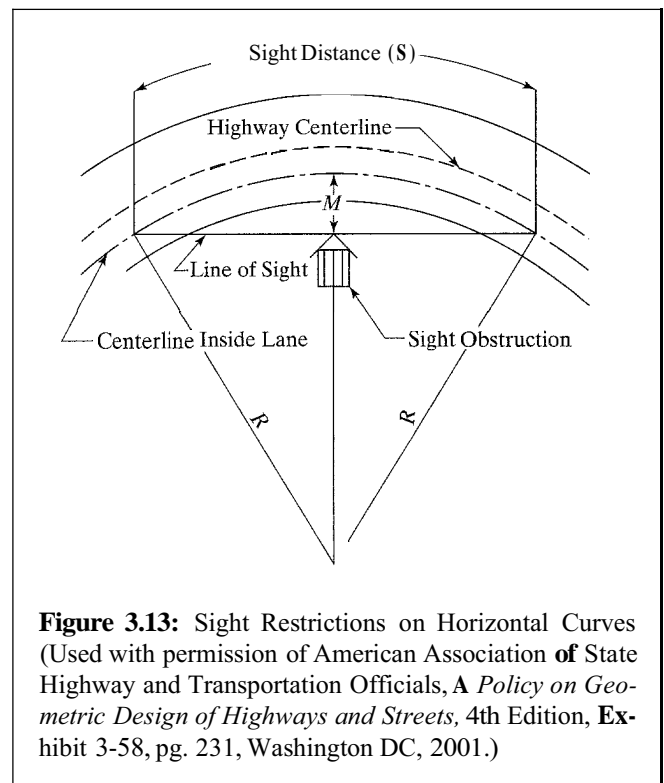 Sight Distance (S)
Highway Centerline
M
Line of Sight
Centerline Inside Lane
Sight Obstruction
R
R
Figure 3.13: Sight Restrictions on Horizontal Curves
(Used with permission of American Association of State
Highway and Transportation Officials, A Policy on Geo-
metric Design of Highways and Streets, 4th Edition, Ex-
hibit 3-58, pg. 231, Washington DC, 2001.)